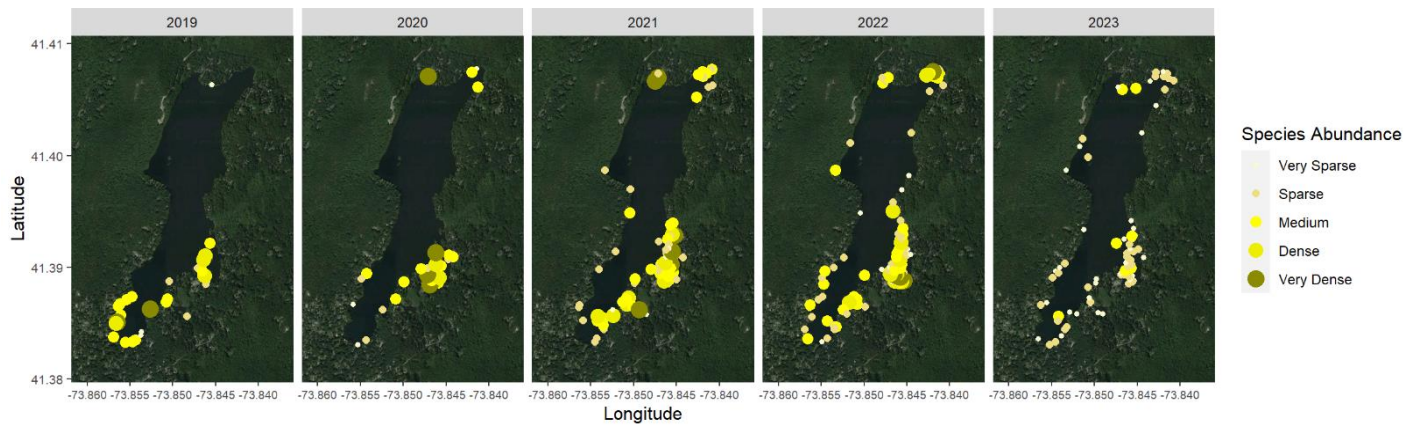 2019 2020 2021 2022 2023
41.41
41.40
41.39
41.38
Latitude
-73.860 -73.855 -73.850 -73.845 -73.840 -73.860 -73.855 -73.850 -73.845 -73.840 -73.860 -73.855 -73.850 -73.845 -73.840 -73.860 -73.855 -73.850 -73.845 -73.840 -73.860 -73.855 -73.850 -73.845 -73.840
Longitude
Species Abundance
Very Sparse
Sparse
Medium
Dense
Very Dense